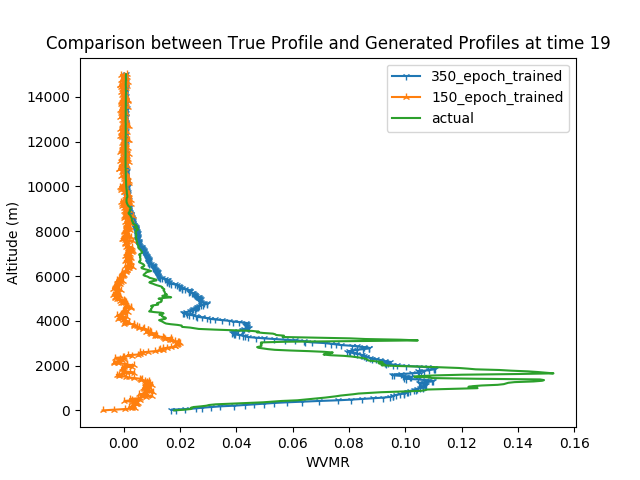 Comparison between True Profile and Generated Profiles at time 19
350_epoch_trained
150_epoch_trained
actual
14000
12000
10000
8000
6000
4000
2000
0
Altitude (m)
0.00 0.02 0.04 0.06 0.08 0.10 0.12 0.14 0.16
WVMR